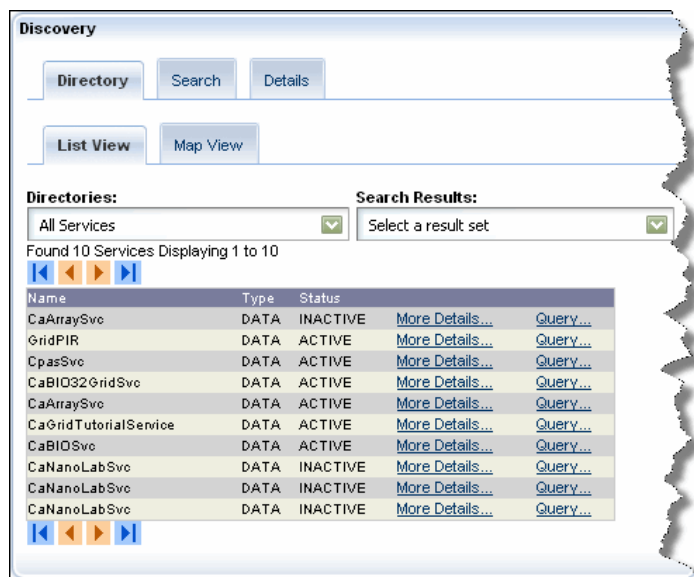 Discovery
Directory Search Details
List View Map View
Directories: Search Results:
All Services Select a result set
Found 10 Services Displaying 1 to 10
Name Type Status
CaArraySvc DATA INACTIVE More Details... Query...
GridPIR DATA ACTIVE More Details... Query...
CpasSvc DATA ACTIVE More Details... Query...
CaBIO32GridSvc DATA ACTIVE More Details... Query...
CaArraySvc DATA ACTIVE More Details... Query...
CaGridTutorialService DATA ACTIVE More Details... Query...
CaBIOSvc DATA ACTIVE More Details... Query...
CaNanoLabSvc DATA INACTIVE More Details... Query...
CaNanoLabSvc DATA INACTIVE More Details... Query...
CaNanoLabSvc DATA INACTIVE More Details... Query...